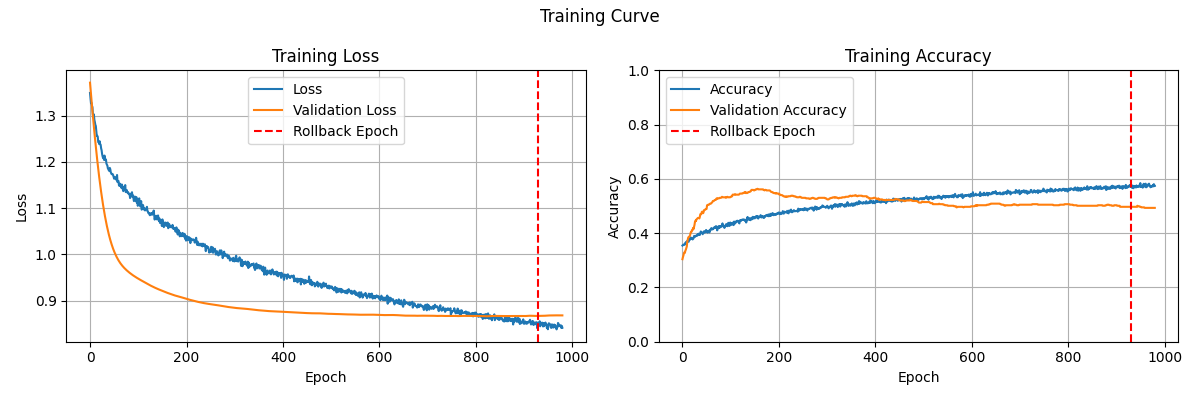 Training Curve
Training Loss
Loss
Validation Loss
Rollback Epoch
1.3
1.2
1.1
1.0
0.9
Loss
0
200
400
600
800
1000
Epoch
Training Accuracy
Accuracy
Validation Accuracy
Rollback Epoch
1.0
0.8
0.6
0.4
0.2
0.0
Accuracy
0
200
400
600
800
1000
Epoch